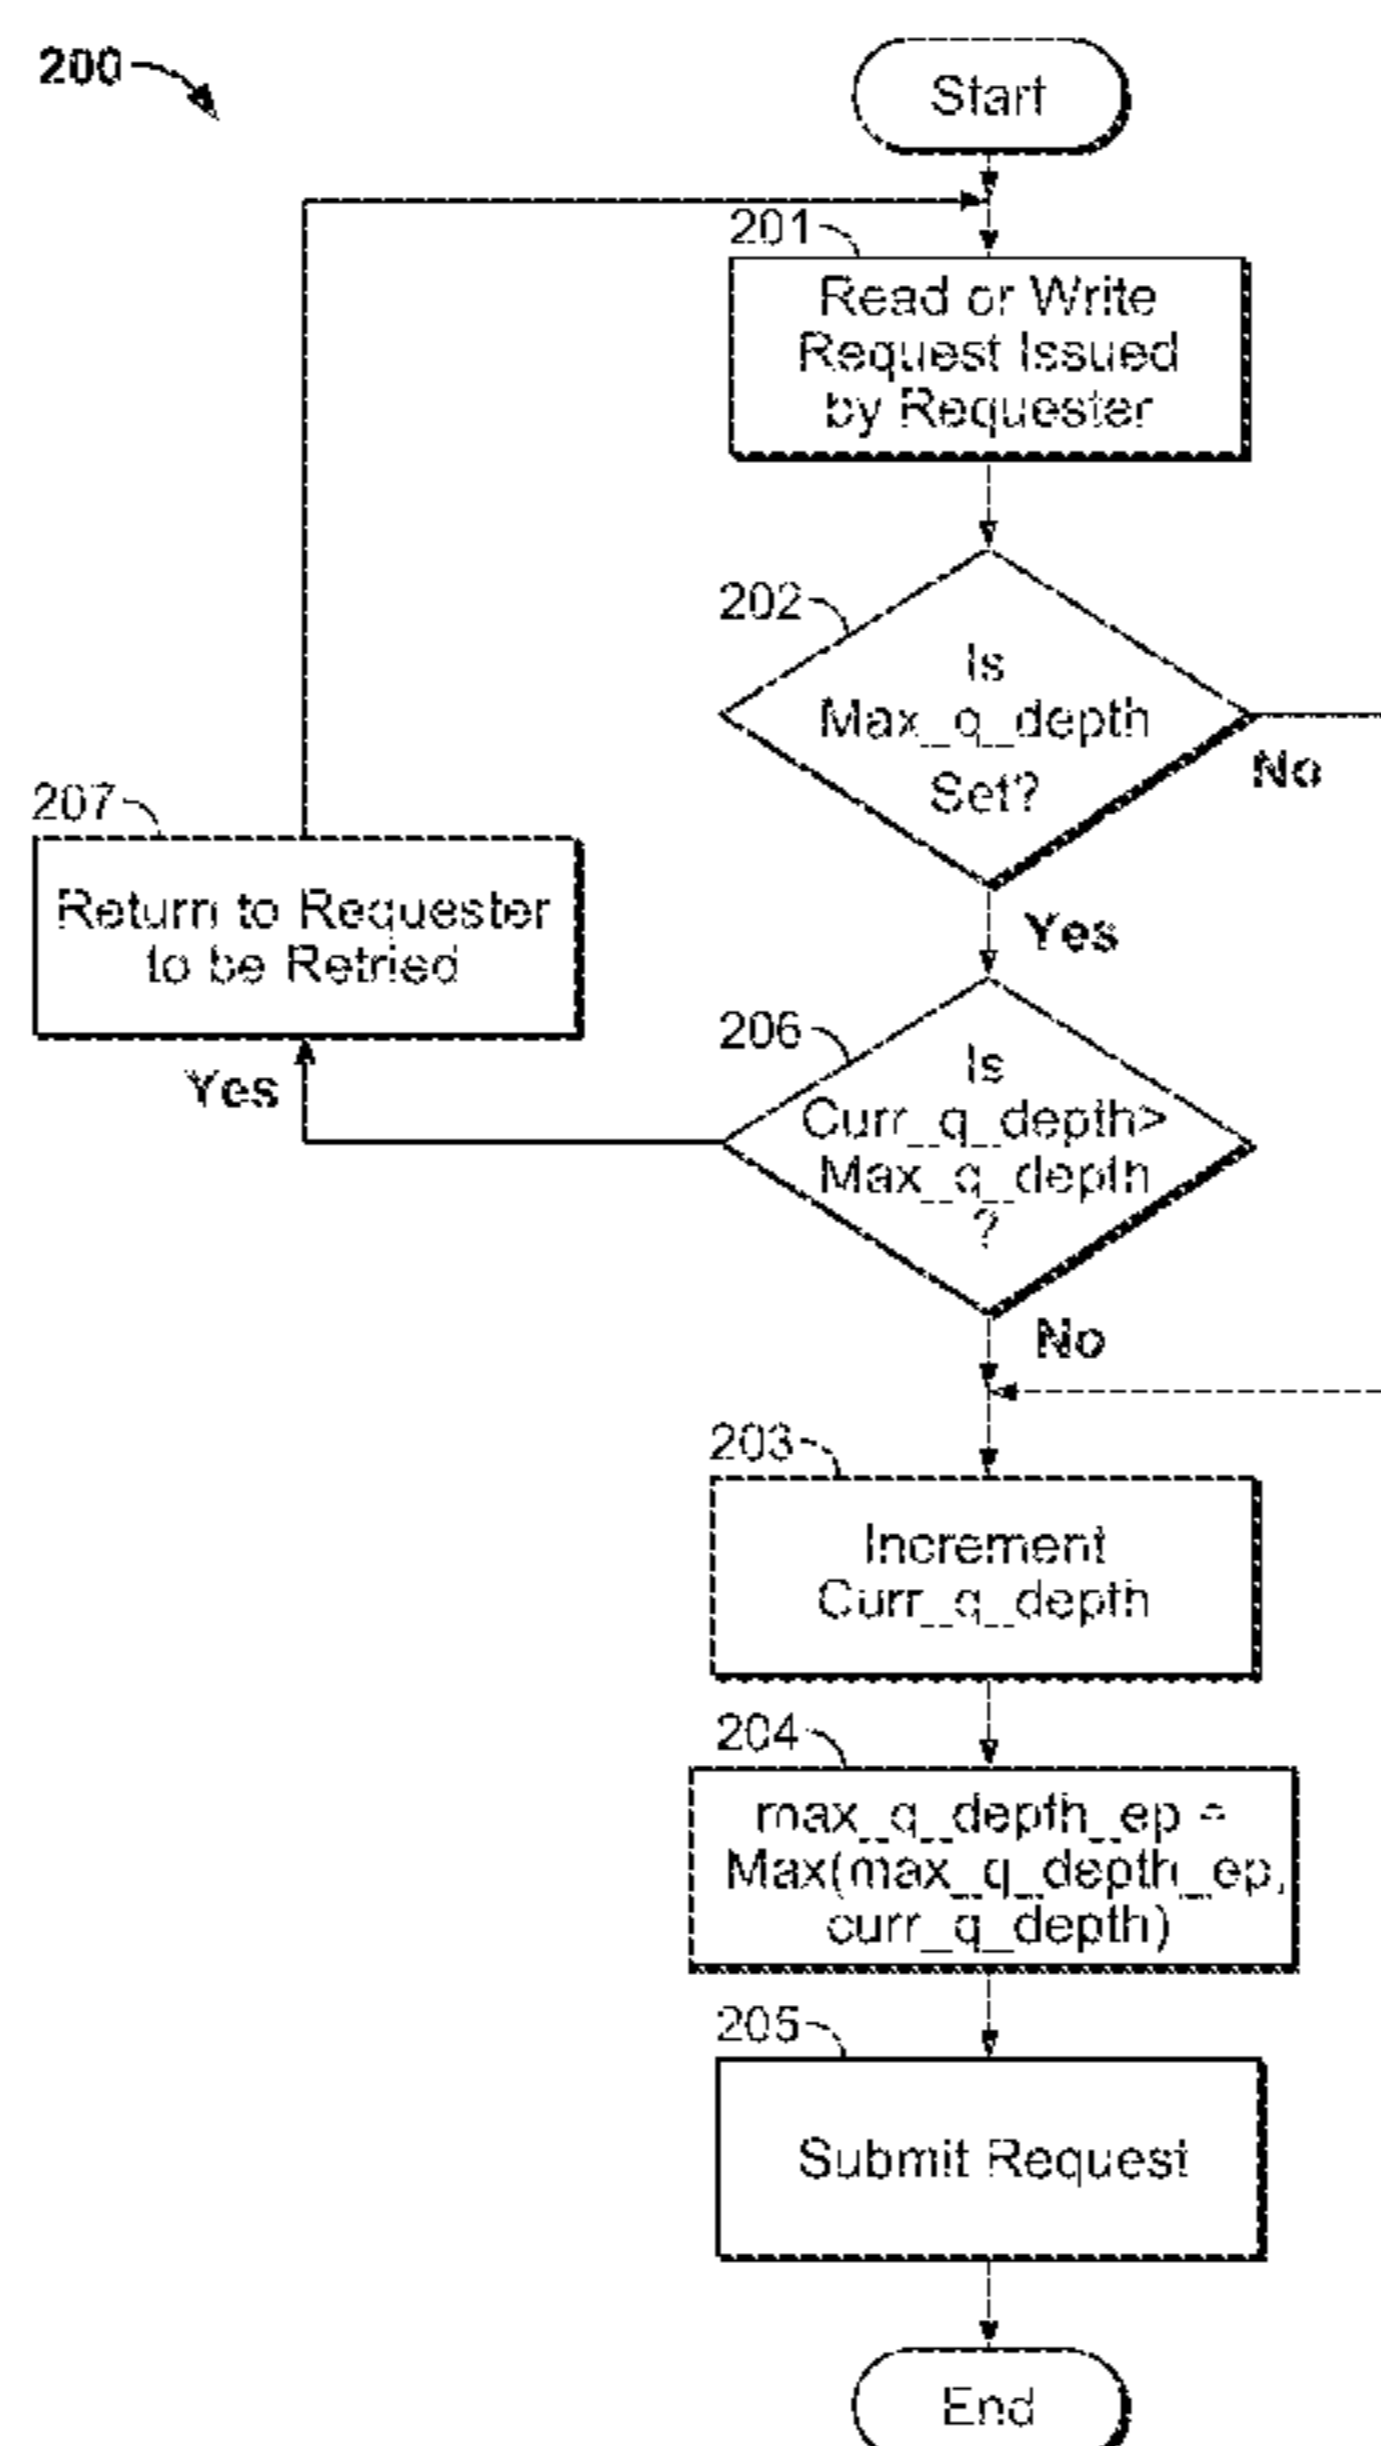 200
Start
201
Read or Write
Request Issued
by Requester
202
Is
Max_q_depth
Set?
No
Yes
207
Return to Requester
to be Retried
Yes
206
Is
Curr_q_depth>
Max_q_depth
?
No
203
Increment
Curr_q_depth
204
max_q_depth_ep =
Max(max_q_depth_ep,
curr_q_depth)
205
Submit Request
End